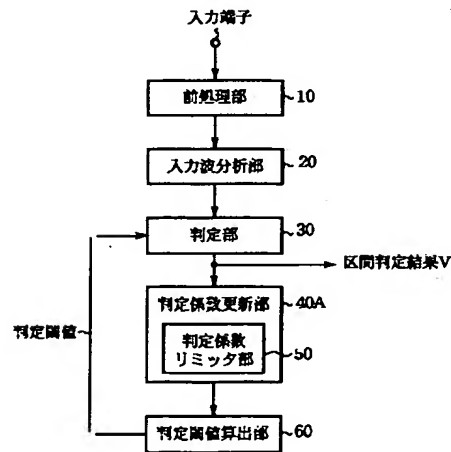 入力端子
前処理部
10
入力波分析部
20
判定部
30
区間判定結果V
判定係数更新部
40A
判定係数
リミッタ部
50
判定閾値
判定閾値算出部
60